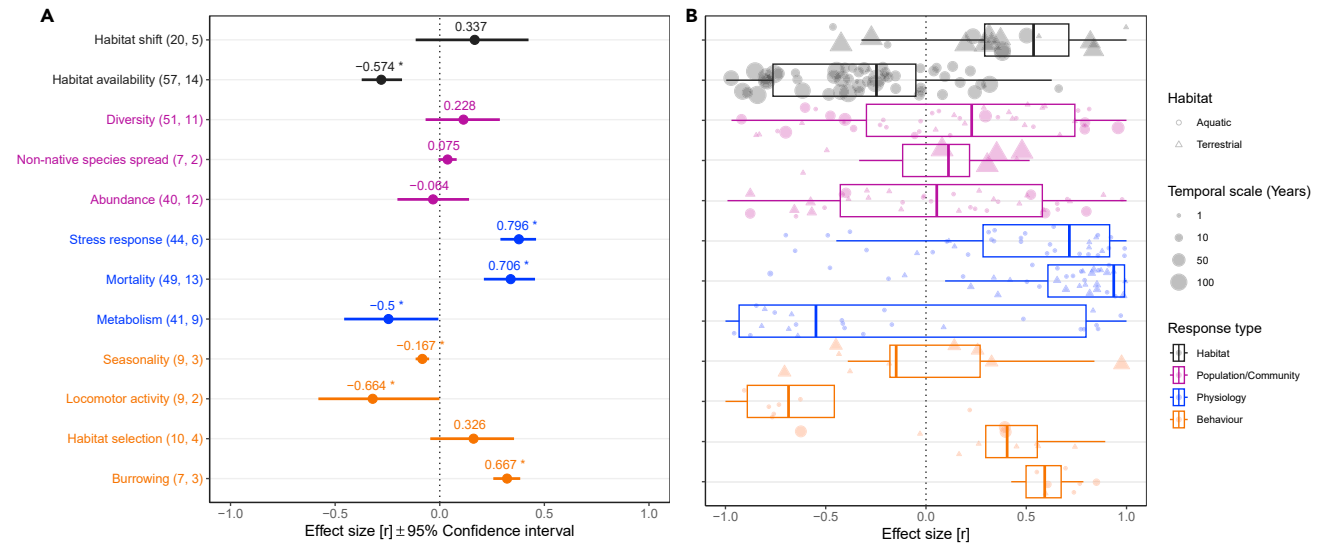 A
Habitat shift (20, 5)
0.337
Habitat availability (57, 14)
−0.574 *
Diversity (51, 11)
0.228
Non-native species spread (7, 2)
0.075
Abundance (40, 12)
−0.064
Stress response (44, 6)
0.796 *
Mortality (49, 13)
0.706 *
Metabolism (41, 9)
−0.5 *
Seasonality (9, 3)
−0.167 *
Locomotor activity (9, 2)
−0.664 *
Habitat selection (10, 4)
0.326
Burrowing (7, 3)
0.667 *
−1.0 −0.5 0.0 0.5 1.0
Effect size [r] ± 95% Confidence interval
B
−1.0 −0.5 0.0 0.5 1.0
Effect size [r]
Habitat
Aquatic
Terrestrial
Temporal scale (Years)
1
10
50
100
Response type
Habitat
Population/Community
Physiology
Behaviour